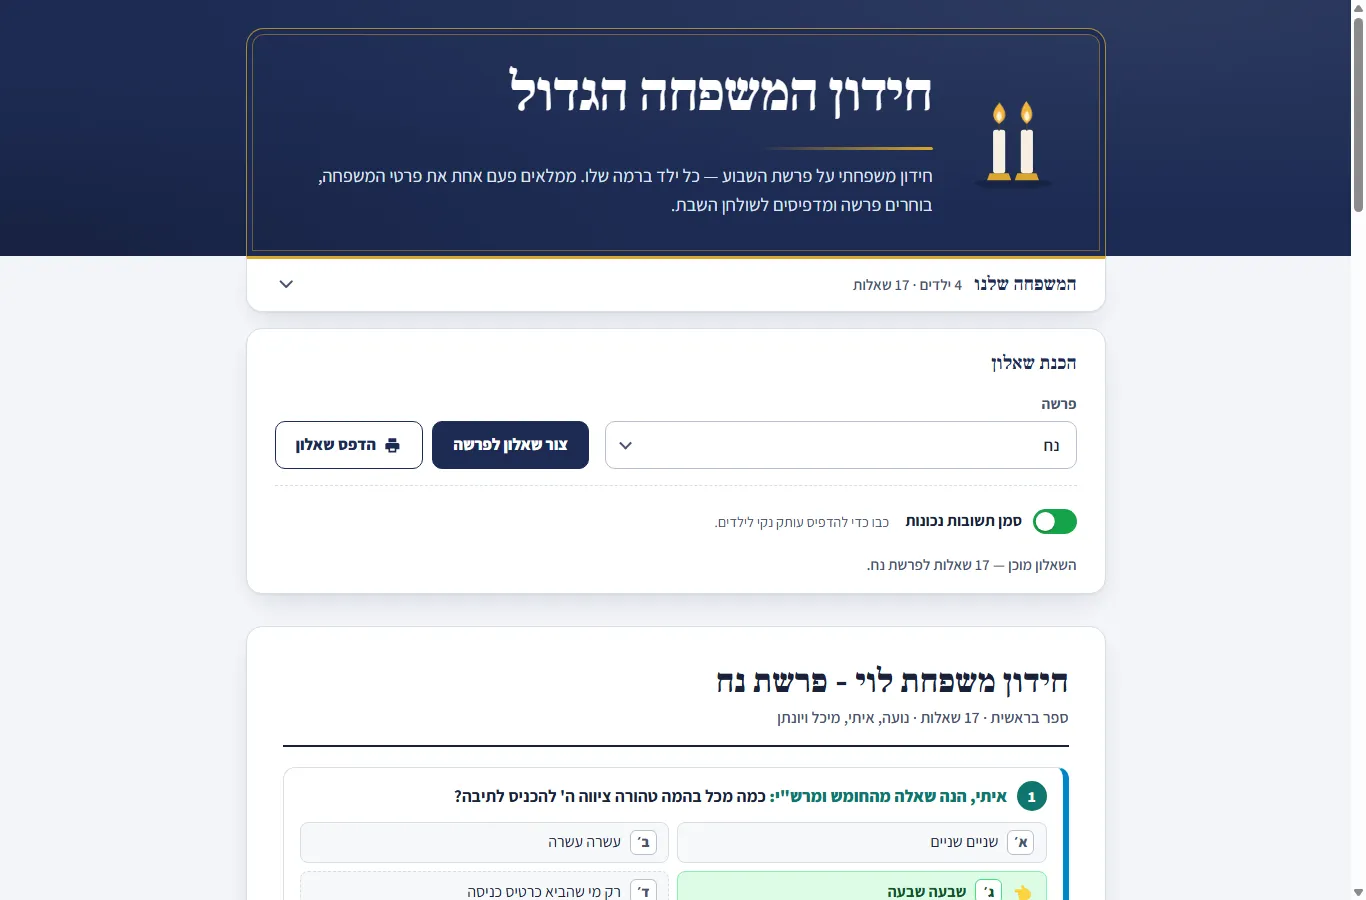 חידון המשפחה הגדול
חידון משפחתי על פרשת השבוע — כל ילד ברמה שלו. ממלאים פעם אחת את פרטי המשפחה,
בוחרים פרשה ומדפיסים לשולחן השבת.
המשפחה שלנו 4 ילדים · 17 שאלות
הכנת שאלון
פרשה
נח
צור שאלון לפרשה
הדפס שאלון
סמן תשובות נכונות כבו כדי להדפיס עותק נקי לילדים.
השאלון מוכן — 17 שאלות לפרשת נח.
חידון משפחת לוי - פרשת נח
ספר בראשית · 17 שאלות · נועה, איתי, מיכל ויונתן
1 איתי, הנה שאלה מהחומש ומרש"י: כמה מכל בהמה טהורה ציווה ה' להכניס לתיבה?
א׳ שניים שניים
ב׳ עשרה עשרה
ג׳ שבעה שבעה
ד׳ רק מי שהביא כרטיס כניסה